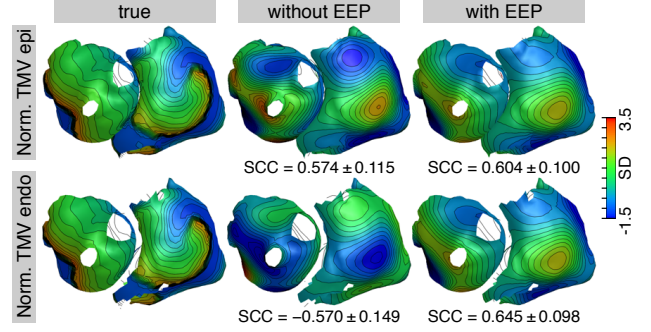 true
without EEP
with EEP
Norm. TMV epi
SCC = 0.574 ± 0.115
SCC = 0.604 ± 0.100
3.5
SD
-1.5
Norm. TMV endo
SCC = −0.570 ± 0.149
SCC = 0.645 ± 0.098